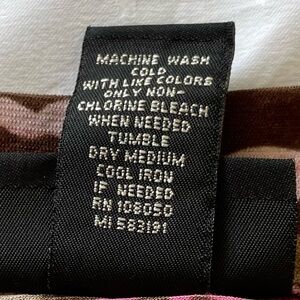 MACHINE WASH
COLD
WITH LIKE COLORS
ONLY NON-
CHLORINE BLEACH
WHEN NEEDED
TUMBLE
DRY MEDIUM
COOL IRON
IF NEEDED
RN 108050
MI 583191